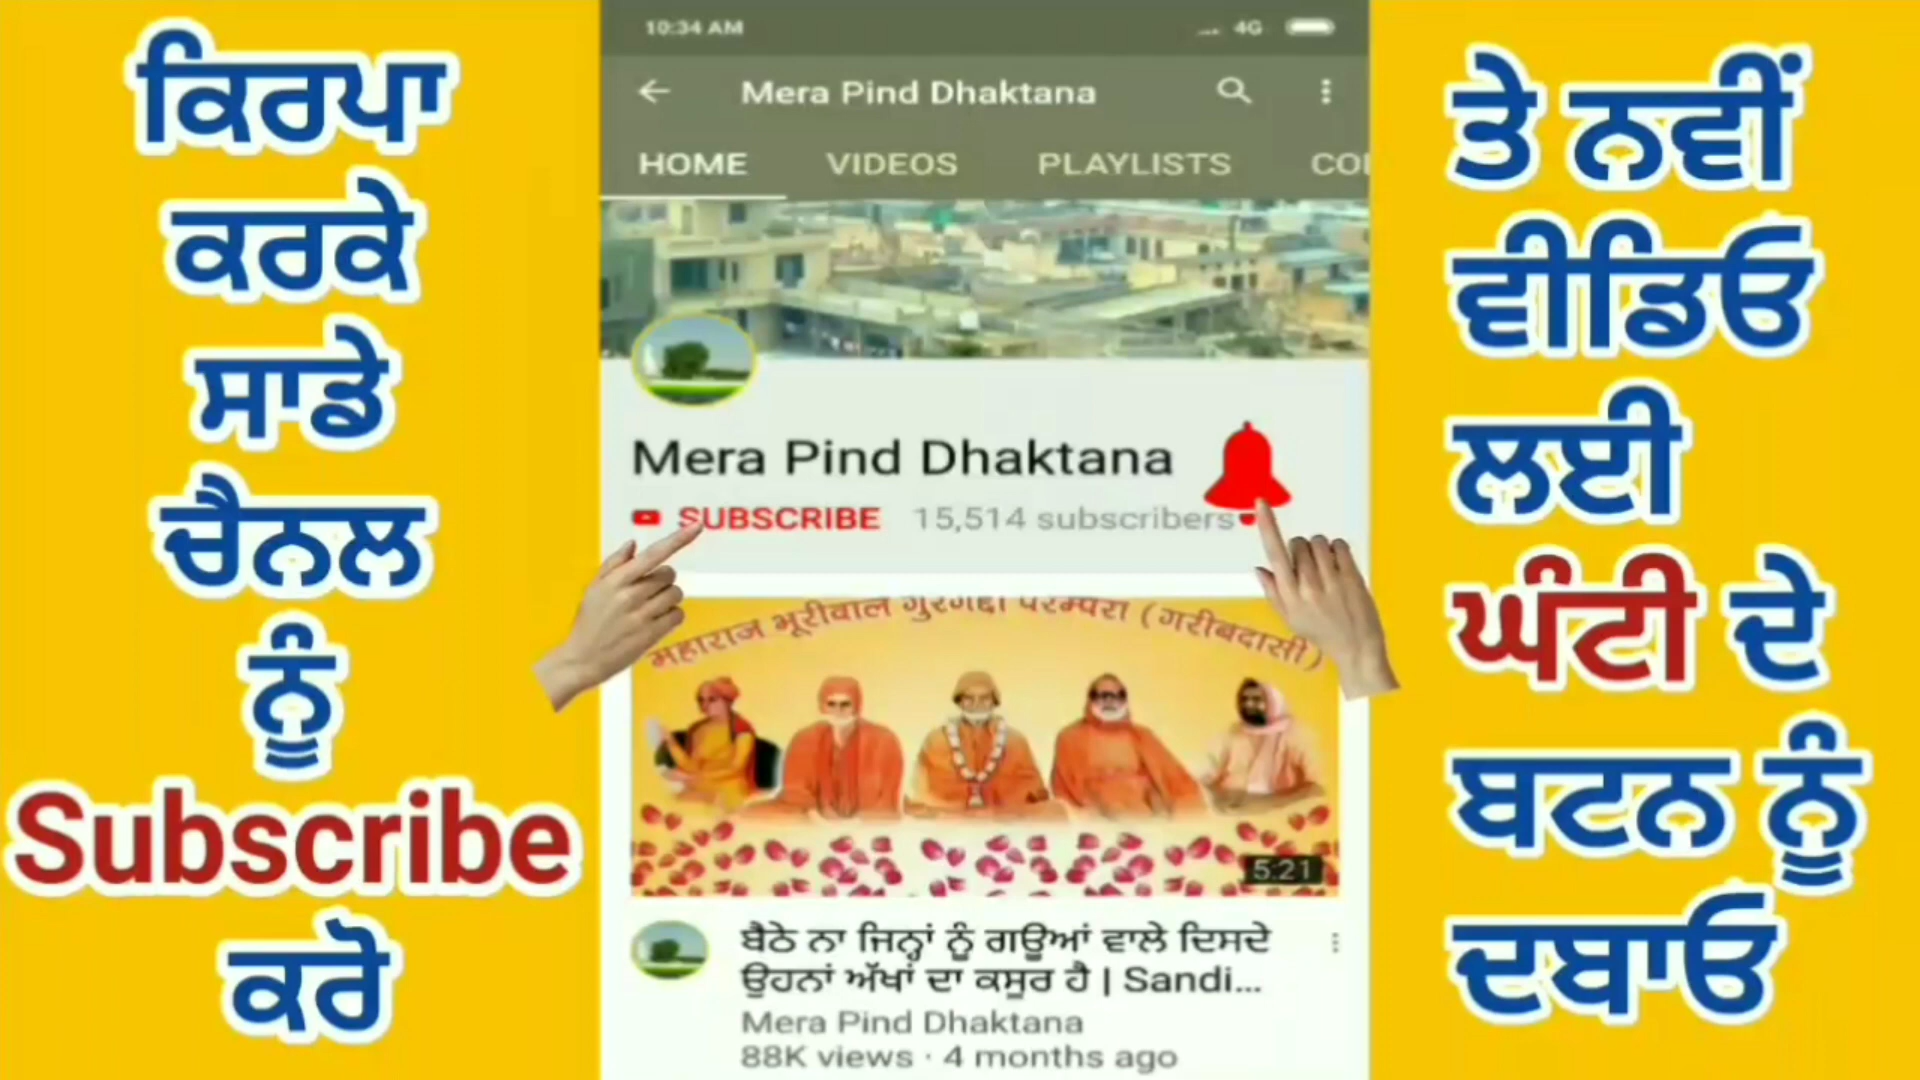 ਕਿਰਪਾ
ਕਰਕੇ
ਸਾਡੇ
ਚੈਨਲ
ਨੂੰ
Subscribe
ਕਰੋ
10:34 AM
4G
Mera Pind Dhaktana
HOME VIDEOS PLAYLISTS
Mera Pind Dhaktana
SUBSCRIBE 15,514 subscribers
महाराज भूरीवाले गुरगद्दी परम्परा (गरीबदासी)
5:21
ਬੈਠੇ ਨਾ ਜਿਨ੍ਹਾਂ ਨੂੰ ਗਊਆਂ ਵਾਲੇ ਦਿਸਦੇ
ਉਹਨਾਂ ਅੱਖਾਂ ਦਾ ਕਸੂਰ ਹੈ | Sandi...
Mera Pind Dhaktana
88K views · 4 months ago
ਤੇ ਨਵੀਂ
ਵੀਡਿਓ
ਲਈ
ਘੰਟੀ ਦੇ
ਬਟਨ ਨੂੰ
ਦਬਾਓ